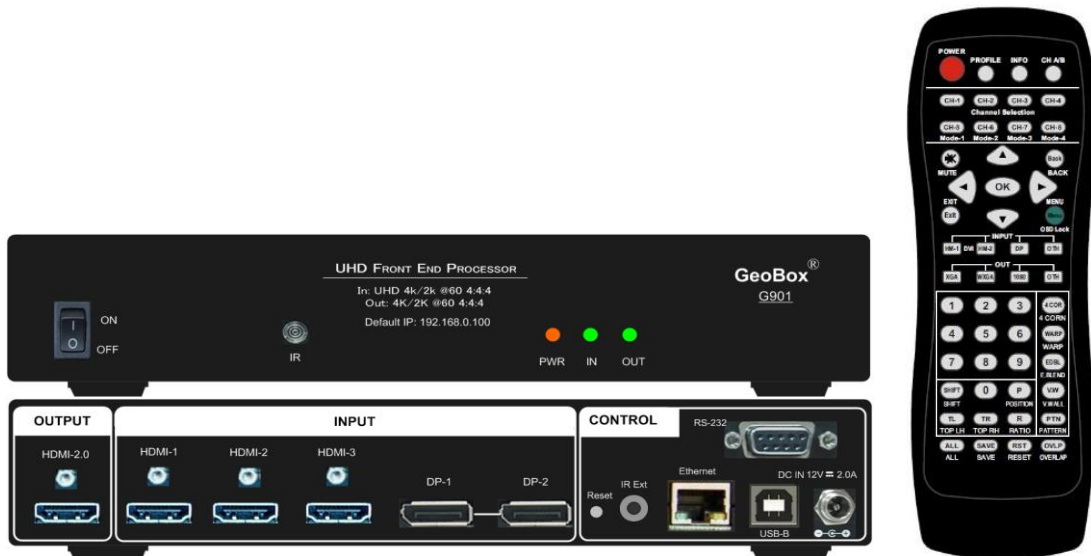 UHD FRONT END PROCESSOR
In: UHD 4k/2k @60 4:4:4
Out: 4K/2K @60 4:4:4
Default IP: 192.168.0.100
GeoBox®
G901
ON
OFF
IR
PWR IN OUT
OUTPUT
HDMI-2.0
INPUT
HDMI-1 HDMI-2 HDMI-3 DP-1 DP-2
CONTROL
RS-232
Reset IR Ext Ethernet DC IN 12V 2.0A
USB-B
POWER PROFILE INFO CH A/B
CH-1 CH-2 CH-3 CH-4
Channel Selection
CH-5 CH-6 CH-7 CH-8
Mode-1 Mode-2 Mode-3 Mode-4
Back
MUTE BACK
OK
EXIT MENU
Exit Menu
OSD Lock
INPUT
HM-1 DVI HM-2 DP OTH
OUT
XGA WXGA 1080 OTH
1 2 3 4 COR
4 CORN
4 5 6 WARP
WARP
7 8 9 EDBL
E.BLEND
SHIFT 0 P V.W
SHIFT POSITION V.WALL
TL TR R PTN
TOP LH TOP RH RATIO PATTERN
ALL SAVE RST OVLP
ALL SAVE RESET OVERLAP